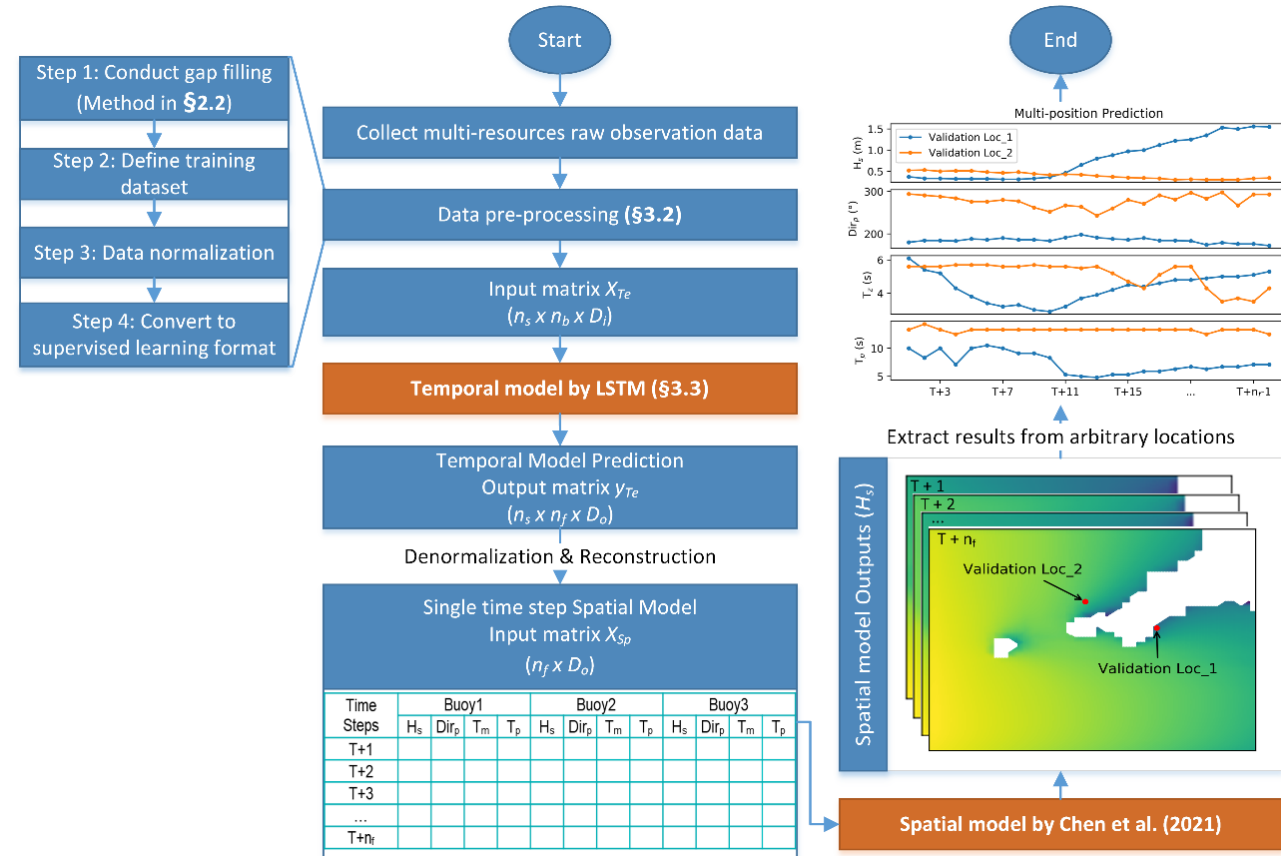 Start
End
Step 1: Conduct gap filling
(Method in §2.2)
Step 2: Define training
dataset
Step 3: Data normalization
Step 4: Convert to
supervised learning format
Collect multi-resources raw observation data
Data pre-processing (§3.2)
Input matrix X_Te
(n_s x n_b x D_i)
Temporal model by LSTM (§3.3)
Temporal Model Prediction
Output matrix y_Te
(n_s x n_f x D_o)
Denormalization & Reconstruction
Single time step Spatial Model
Input matrix X_Sp
(n_f x D_o)
Time Steps Buoy1 Buoy2 Buoy3
H_s Dir_p T_m T_p H_s Dir_p T_m T_p H_s Dir_p T_m T_p
T+1
T+2
T+3
...
T+n_f
Multi-position Prediction
Validation Loc_1
Validation Loc_2
H_s (m)
1.5
1.0
0.5
Dir_p (°)
300
200
T_z (s)
6
4
T_p (s)
10
5
T+3 T+7 T+11 T+15 ... T+n_f-1
Extract results from arbitrary locations
Spatial model Outputs (H_s)
T + 1
T + 2
...
T + n_f
Validation Loc_2
Validation Loc_1
Spatial model by Chen et al. (2021)